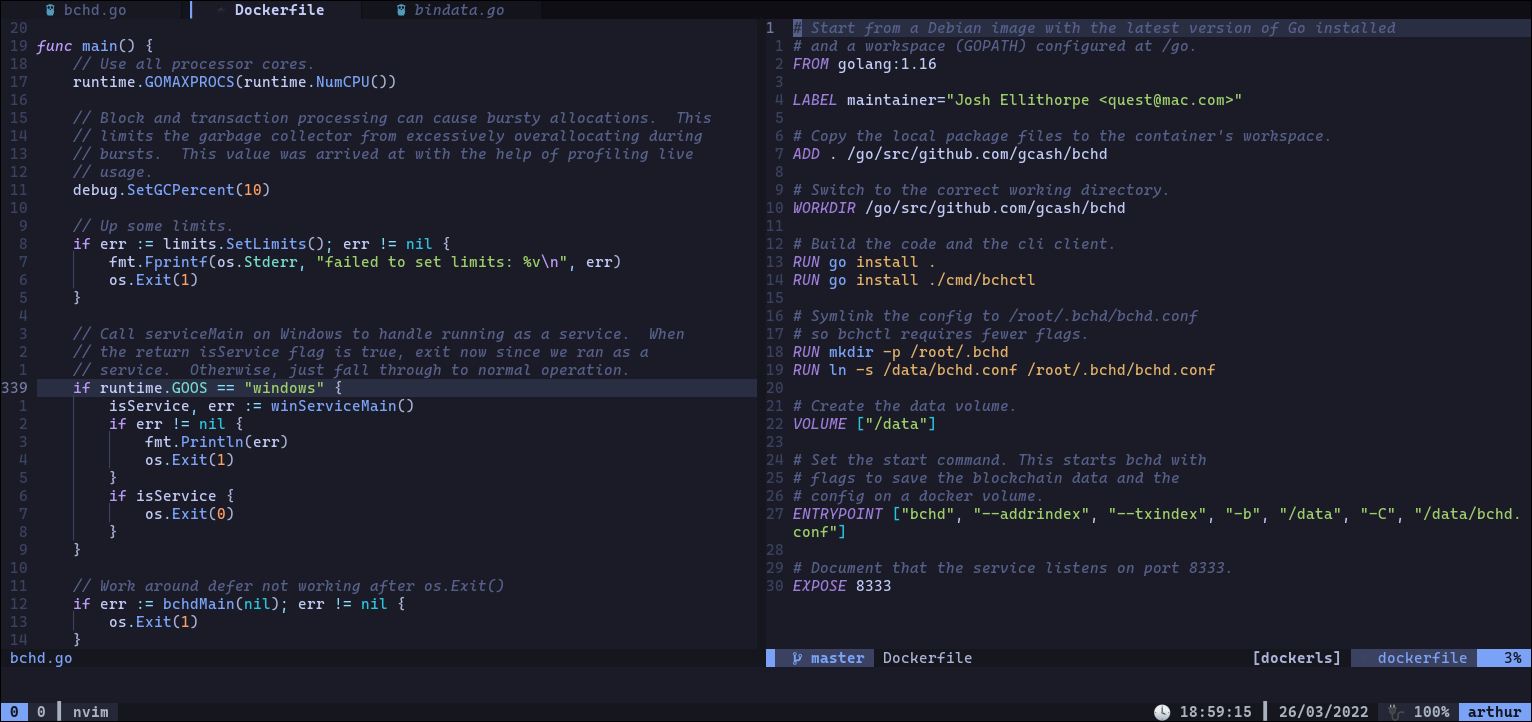 bchd.go Dockerfile bindata.go
20
19 func main() {
18 // Use all processor cores.
17 runtime.GOMAXPROCS(runtime.NumCPU())
16
15 // Block and transaction processing can cause bursty allocations.  This
14 // limits the garbage collector from excessively overallocating during
13 // bursts.  This value was arrived at with the help of profiling live
12 // usage.
11 debug.SetGCPercent(10)
10
9 // Up some limits.
8 if err := limits.SetLimits(); err != nil {
7 fmt.Fprintf(os.Stderr, "failed to set limits: %v\n", err)
6 os.Exit(1)
5 }
4
3 // Call serviceMain on Windows to handle running as a service.  When
2 // the return isService flag is true, exit now since we ran as a
1 // service.  Otherwise, just fall through to normal operation.
339 if runtime.GOOS == "windows" {
1 isService, err := winServiceMain()
2 if err != nil {
3 fmt.Println(err)
4 os.Exit(1)
5 }
6 if isService {
7 os.Exit(0)
8 }
9 }
10
11 // Work around defer not working after os.Exit()
12 if err := bchdMain(nil); err != nil {
13 os.Exit(1)
14 }
bchd.go
1 # Start from a Debian image with the latest version of Go installed
1 # and a workspace (GOPATH) configured at /go.
2 FROM golang:1.16
3
4 LABEL maintainer="Josh Ellithorpe <quest@mac.com>"
5
6 # Copy the local package files to the container's workspace.
7 ADD . /go/src/github.com/gcash/bchd
8
9 # Switch to the correct working directory.
10 WORKDIR /go/src/github.com/gcash/bchd
11
12 # Build the code and the cli client.
13 RUN go install .
14 RUN go install ./cmd/bchctl
15
16 # Symlink the config to /root/.bchd/bchd.conf
17 # so bchctl requires fewer flags.
18 RUN mkdir -p /root/.bchd
19 RUN ln -s /data/bchd.conf /root/.bchd/bchd.conf
20
21 # Create the data volume.
22 VOLUME ["/data"]
23
24 # Set the start command. This starts bchd with
25 # flags to save the blockchain data and the
26 # config on a docker volume.
27 ENTRYPOINT ["bchd", "--addrindex", "--txindex", "-b", "/data", "-C", "/data/bchd.
conf"]
28
29 # Document that the service listens on port 8333.
30 EXPOSE 8333
master Dockerfile [dockerls] dockerfile 3%
0 0 nvim 18:59:15 26/03/2022 100% arthur